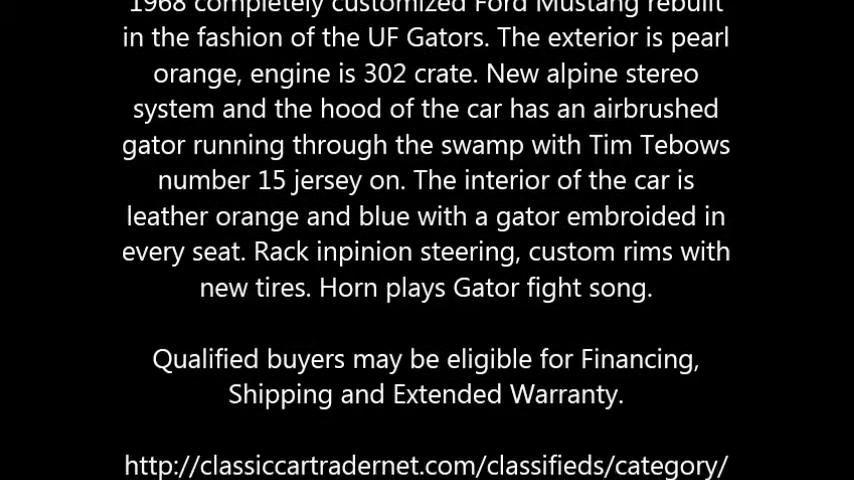 1968 completely customized Ford Mustang rebuilt
in the fashion of the UF Gators. The exterior is pearl
orange, engine is 302 crate. New alpine stereo
system and the hood of the car has an airbrushed
gator running through the swamp with Tim Tebows
number 15 jersey on. The interior of the car is
leather orange and blue with a gator embroided in
every seat. Rack inpinion steering, custom rims with
new tires. Horn plays Gator fight song.
Qualified buyers may be eligible for Financing,
Shipping and Extended Warranty.
http://classiccartradernet.com/classifieds/category/